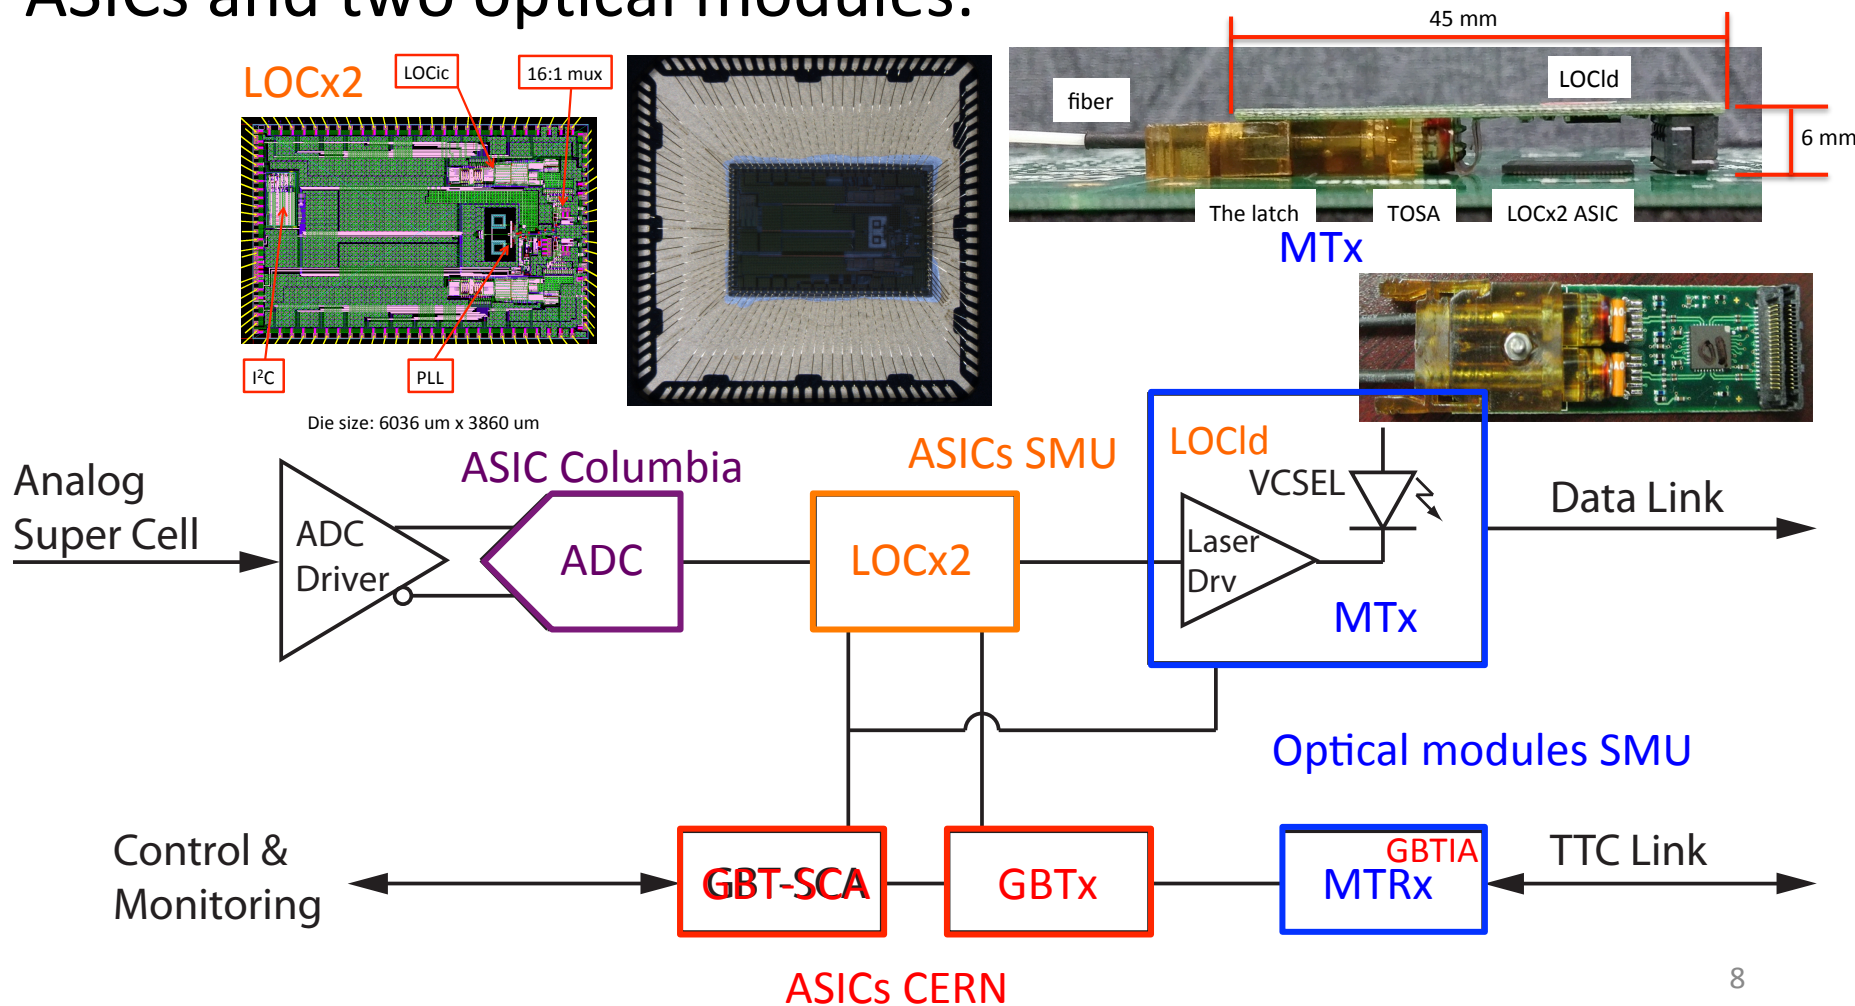 ASICs and two optical modules:
45 mm
LOCx2
LOCic
16:1 mux
fiber
LOCld
6 mm
The latch
TOSA
LOCx2 ASIC
MTx
I²C
PLL
Die size: 6036 um x 3860 um
ASIC Columbia
ASICs SMU
LOCld
VCSEL
Analog
Super Cell
ADC
Driver
ADC
LOCx2
Laser
Drv
MTx
Data Link
Optical modules SMU
Control &
Monitoring
GBT-SCA
GBTx
GBTIA
MTRx
TTC Link
ASICs CERN
8